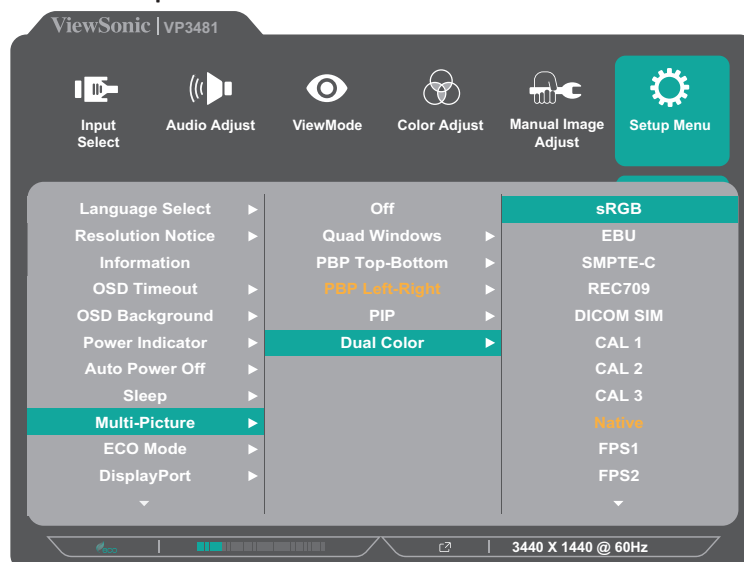 ViewSonic | VP3481
Input Select
Audio Adjust
ViewMode
Color Adjust
Manual Image Adjust
Setup Menu
Language Select
Resolution Notice
Information
OSD Timeout
OSD Background
Power Indicator
Auto Power Off
Sleep
Multi-Picture
ECO Mode
DisplayPort
Off
Quad Windows
PBP Top-Bottom
PBP Left-Right
PIP
Dual Color
sRGB
EBU
SMPTE-C
REC709
DICOM SIM
CAL 1
CAL 2
CAL 3
Native
FPS1
FPS2
eco
3440 X 1440 @ 60Hz